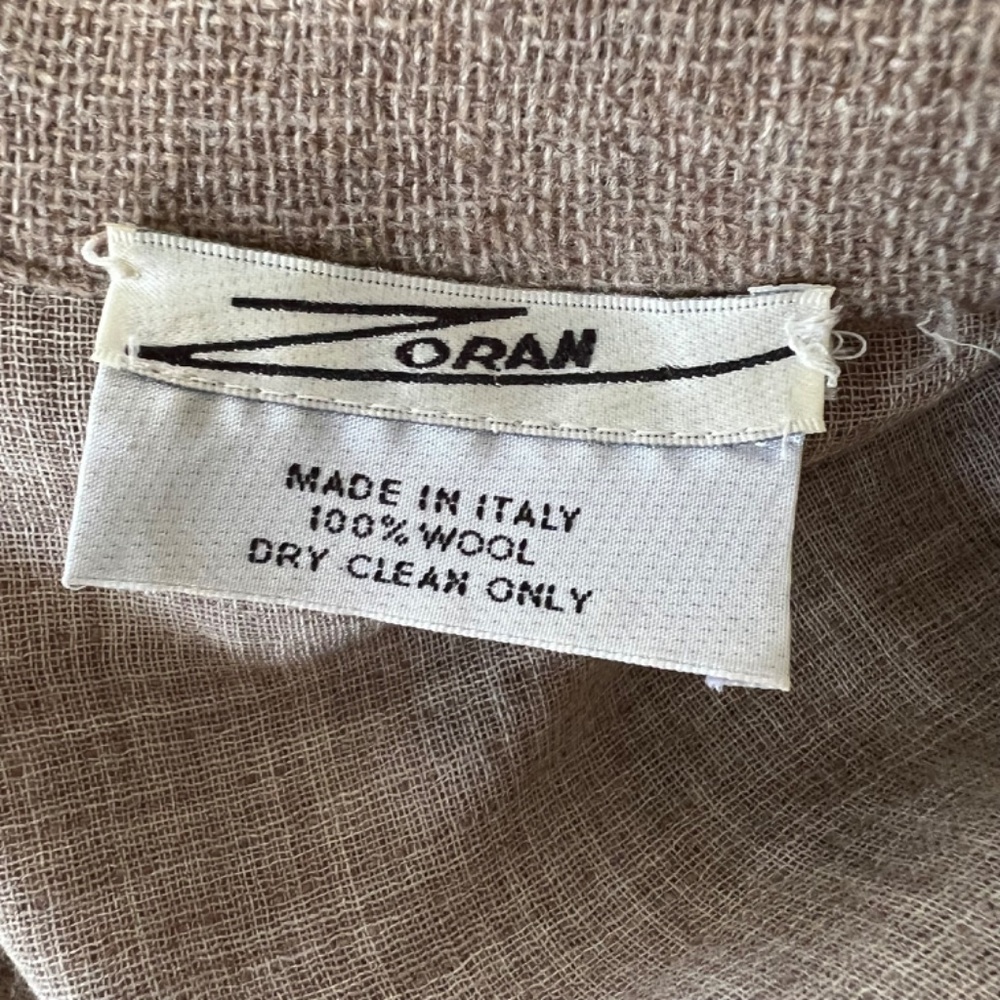 ZORAN
MADE IN ITALY
100% WOOL
DRY CLEAN ONLY